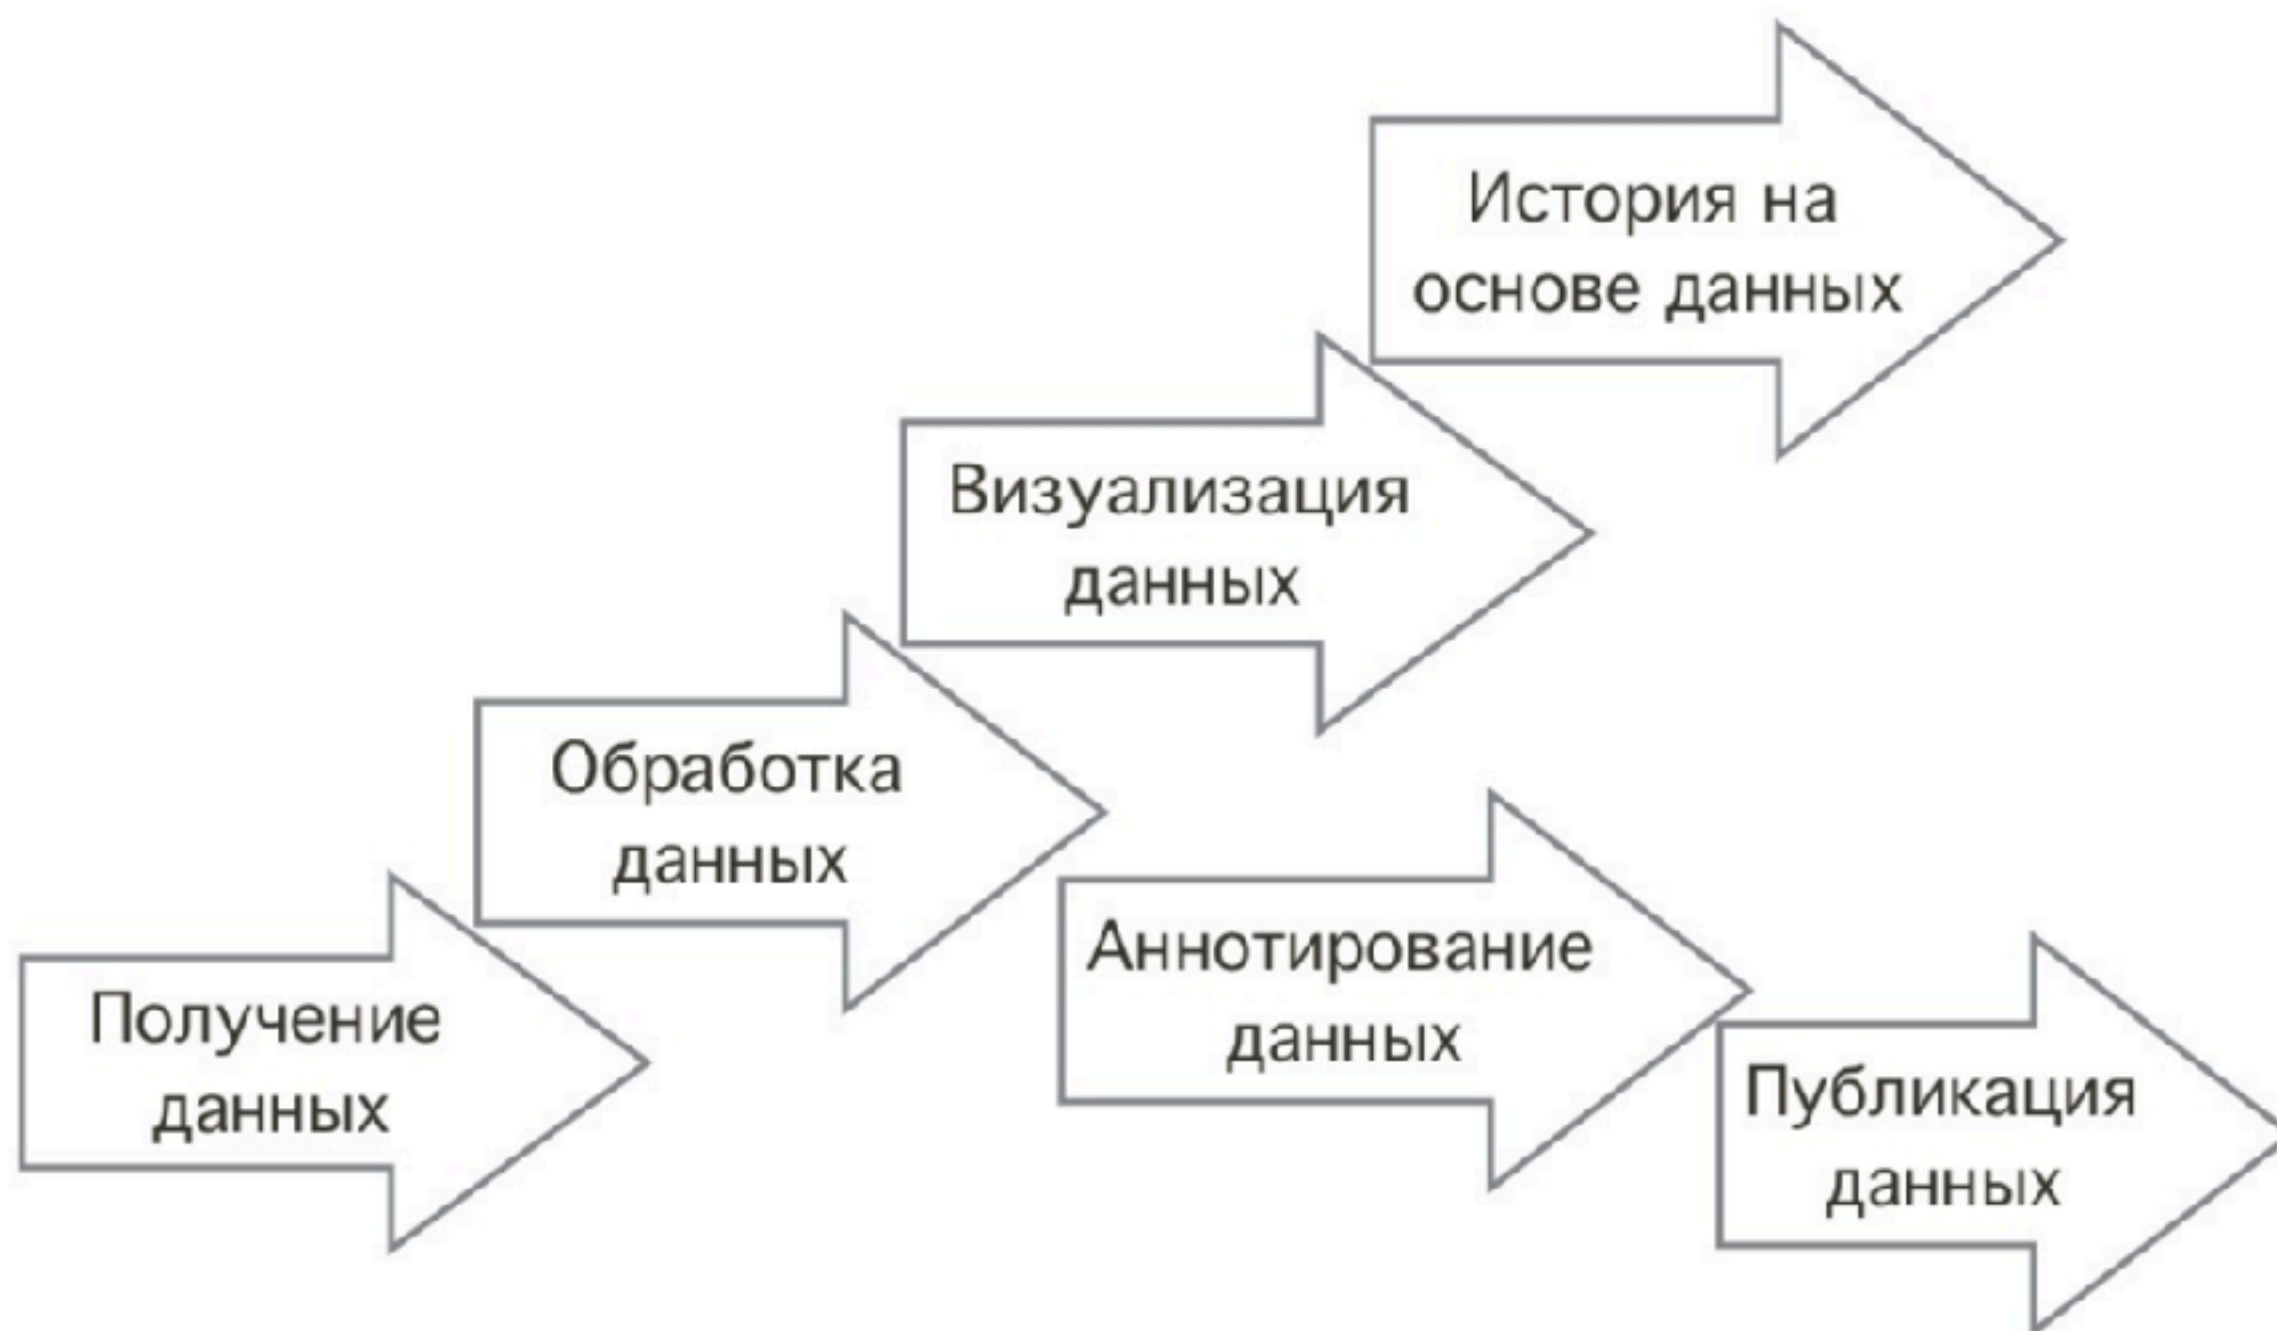 История на
основе данных
Визуализация
данных
Обработка
данных
Аннотирование
данных
Получение
данных
Публикация
данных